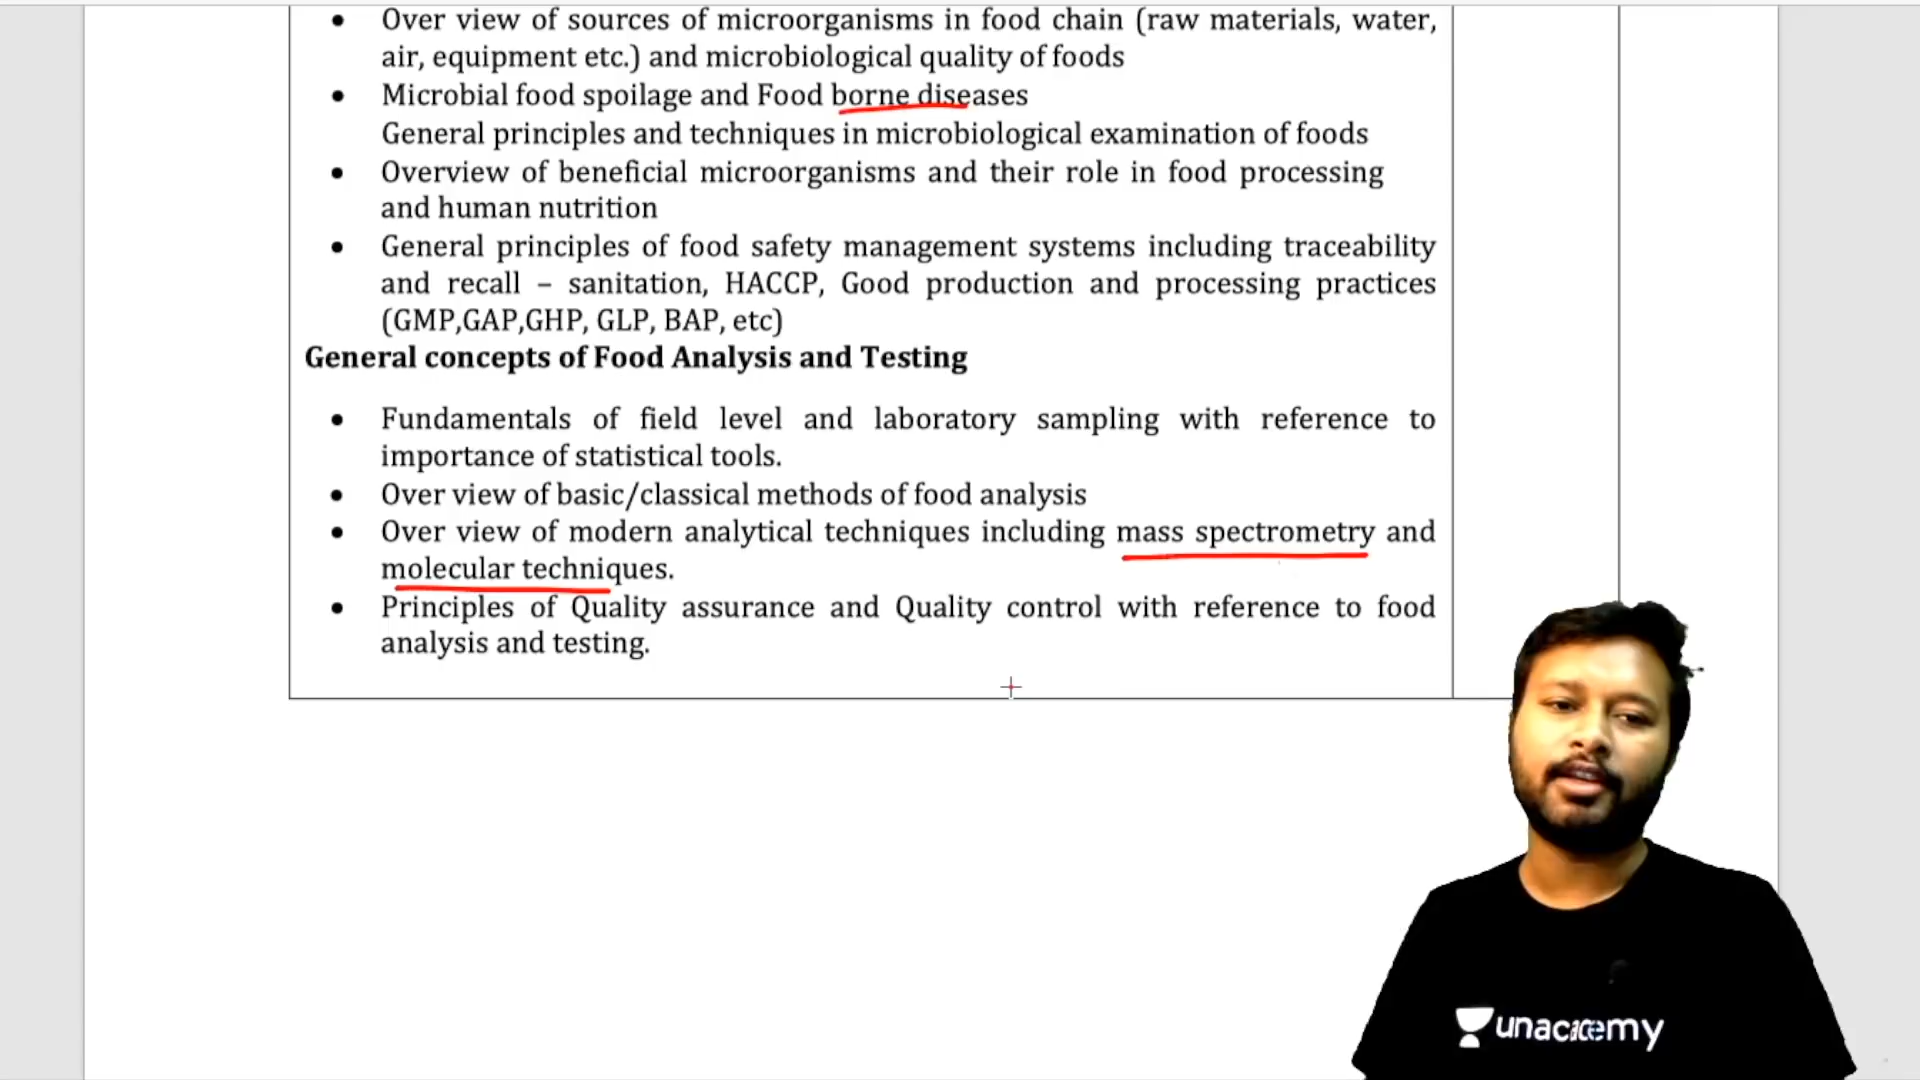 • Over view of sources of microorganisms in food chain (raw materials, water,
air, equipment etc.) and microbiological quality of foods
• Microbial food spoilage and Food borne diseases
General principles and techniques in microbiological examination of foods
• Overview of beneficial microorganisms and their role in food processing
and human nutrition
• General principles of food safety management systems including traceability
and recall – sanitation, HACCP, Good production and processing practices
(GMP,GAP,GHP, GLP, BAP, etc)
General concepts of Food Analysis and Testing
• Fundamentals of field level and laboratory sampling with reference to
importance of statistical tools.
• Over view of basic/classical methods of food analysis
• Over view of modern analytical techniques including mass spectrometry and
molecular techniques.
• Principles of Quality assurance and Quality control with reference to food
analysis and testing.
unacademy